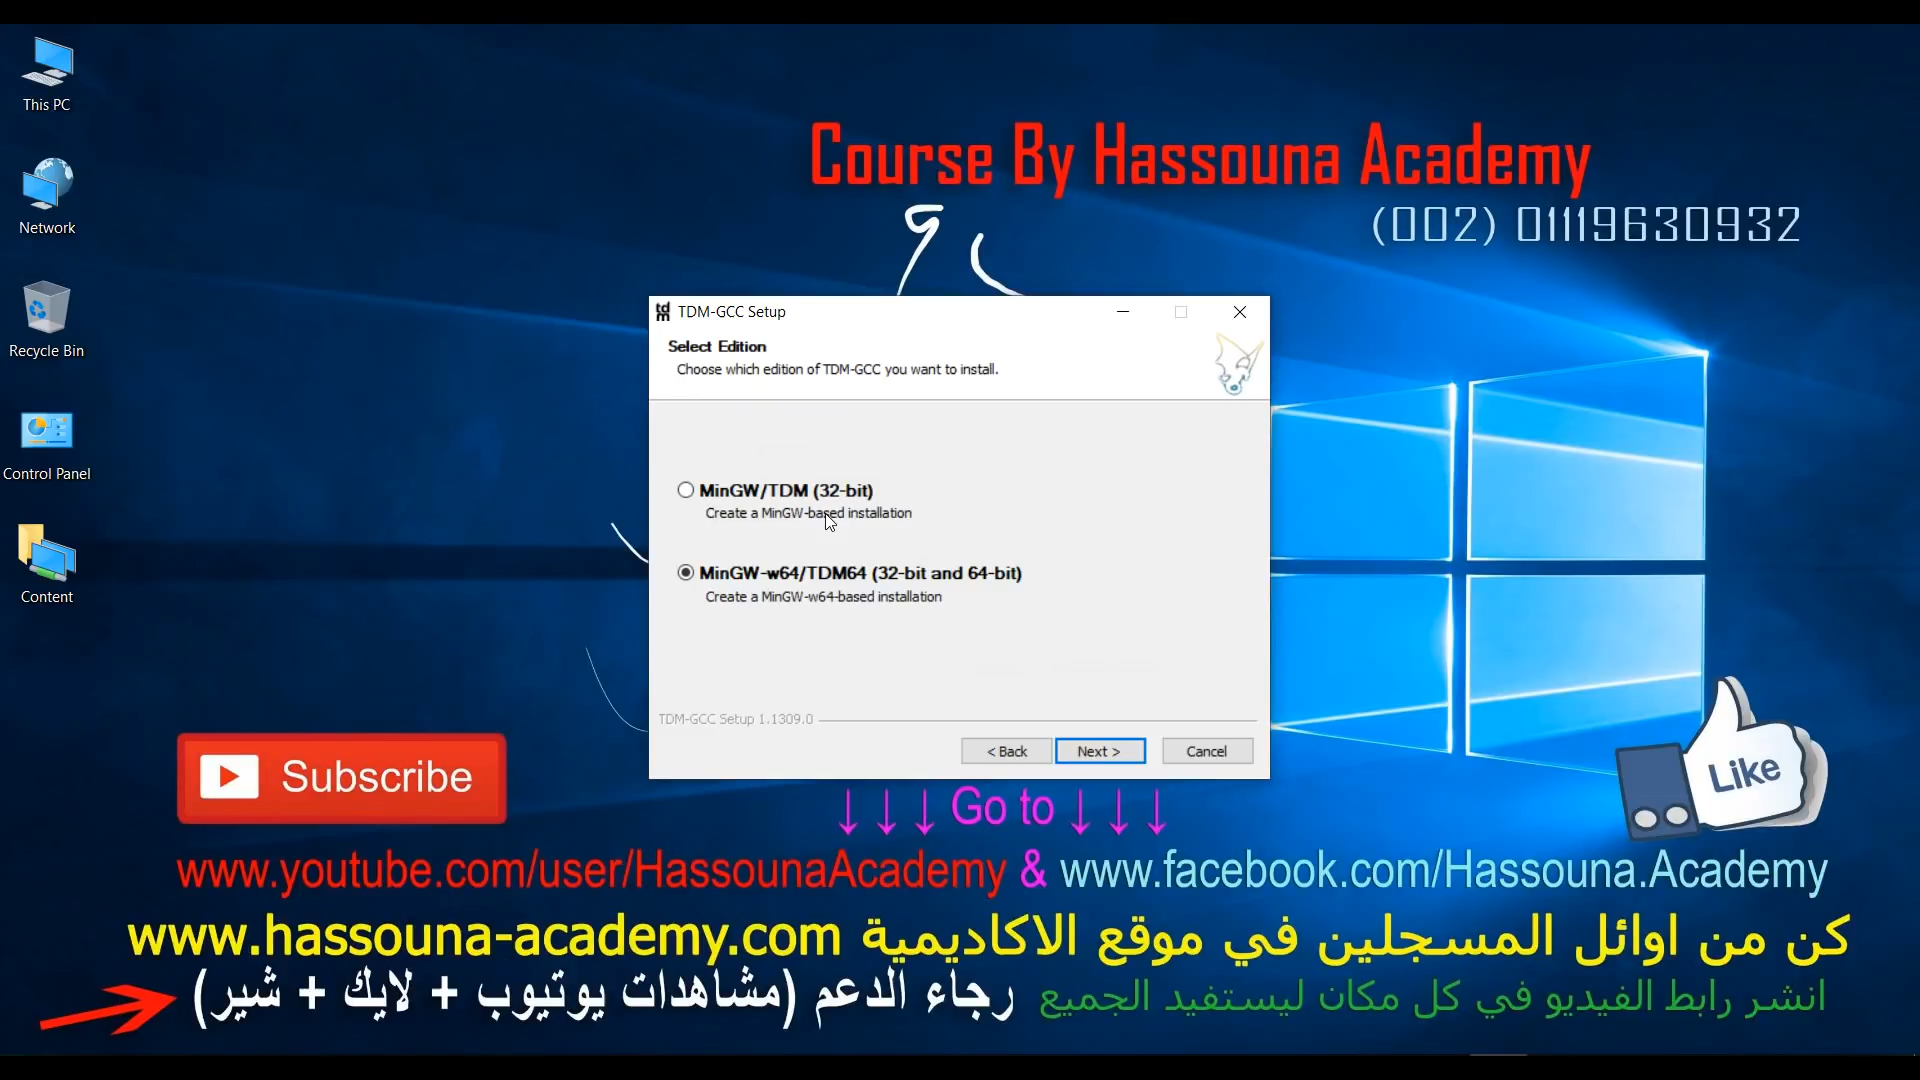 This PC
Network
Recycle Bin
Control Panel
Content
Course By Hassouna Academy
(002) 01119630932
TDM-GCC Setup
Select Edition
Choose which edition of TDM-GCC you want to install.
MinGW/TDM (32-bit)
Create a MinGW-based installation
MinGW-w64/TDM64 (32-bit and 64-bit)
Create a MinGW-w64-based installation
TDM-GCC Setup 1.1309.0
< Back
Next >
Cancel
Subscribe
Like
↓ ↓ ↓ Go to ↓ ↓ ↓
www.youtube.com/user/HassounaAcademy & www.facebook.com/Hassouna.Academy
كن من اوائل المسجلين في موقع الاكاديمية www.hassouna-academy.com
انشر رابط الفيديو في كل مكان ليستفيد الجميع
رجاء الدعم (مشاهدات يوتيوب + لايك + شير)